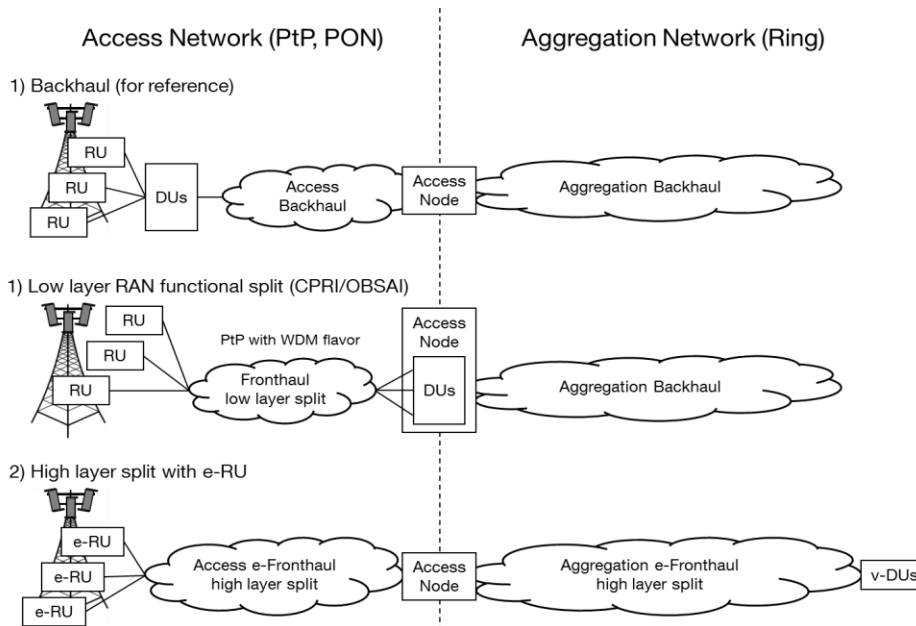 Access Network (PtP, PON)
Aggregation Network (Ring)
1) Backhaul (for reference)
RU
RU
RU
DUs
Access
Backhaul
Access
Node
Aggregation Backhaul
1) Low layer RAN functional split (CPRI/OBSAI)
RU
RU
RU
PtP with WDM flavor
Fronthaul
low layer split
Access
Node
DUs
Aggregation Backhaul
2) High layer split with e-RU
e-RU
e-RU
e-RU
Access e-Fronthaul
high layer split
Access
Node
Aggregation e-Fronthaul
high layer split
v-DUs